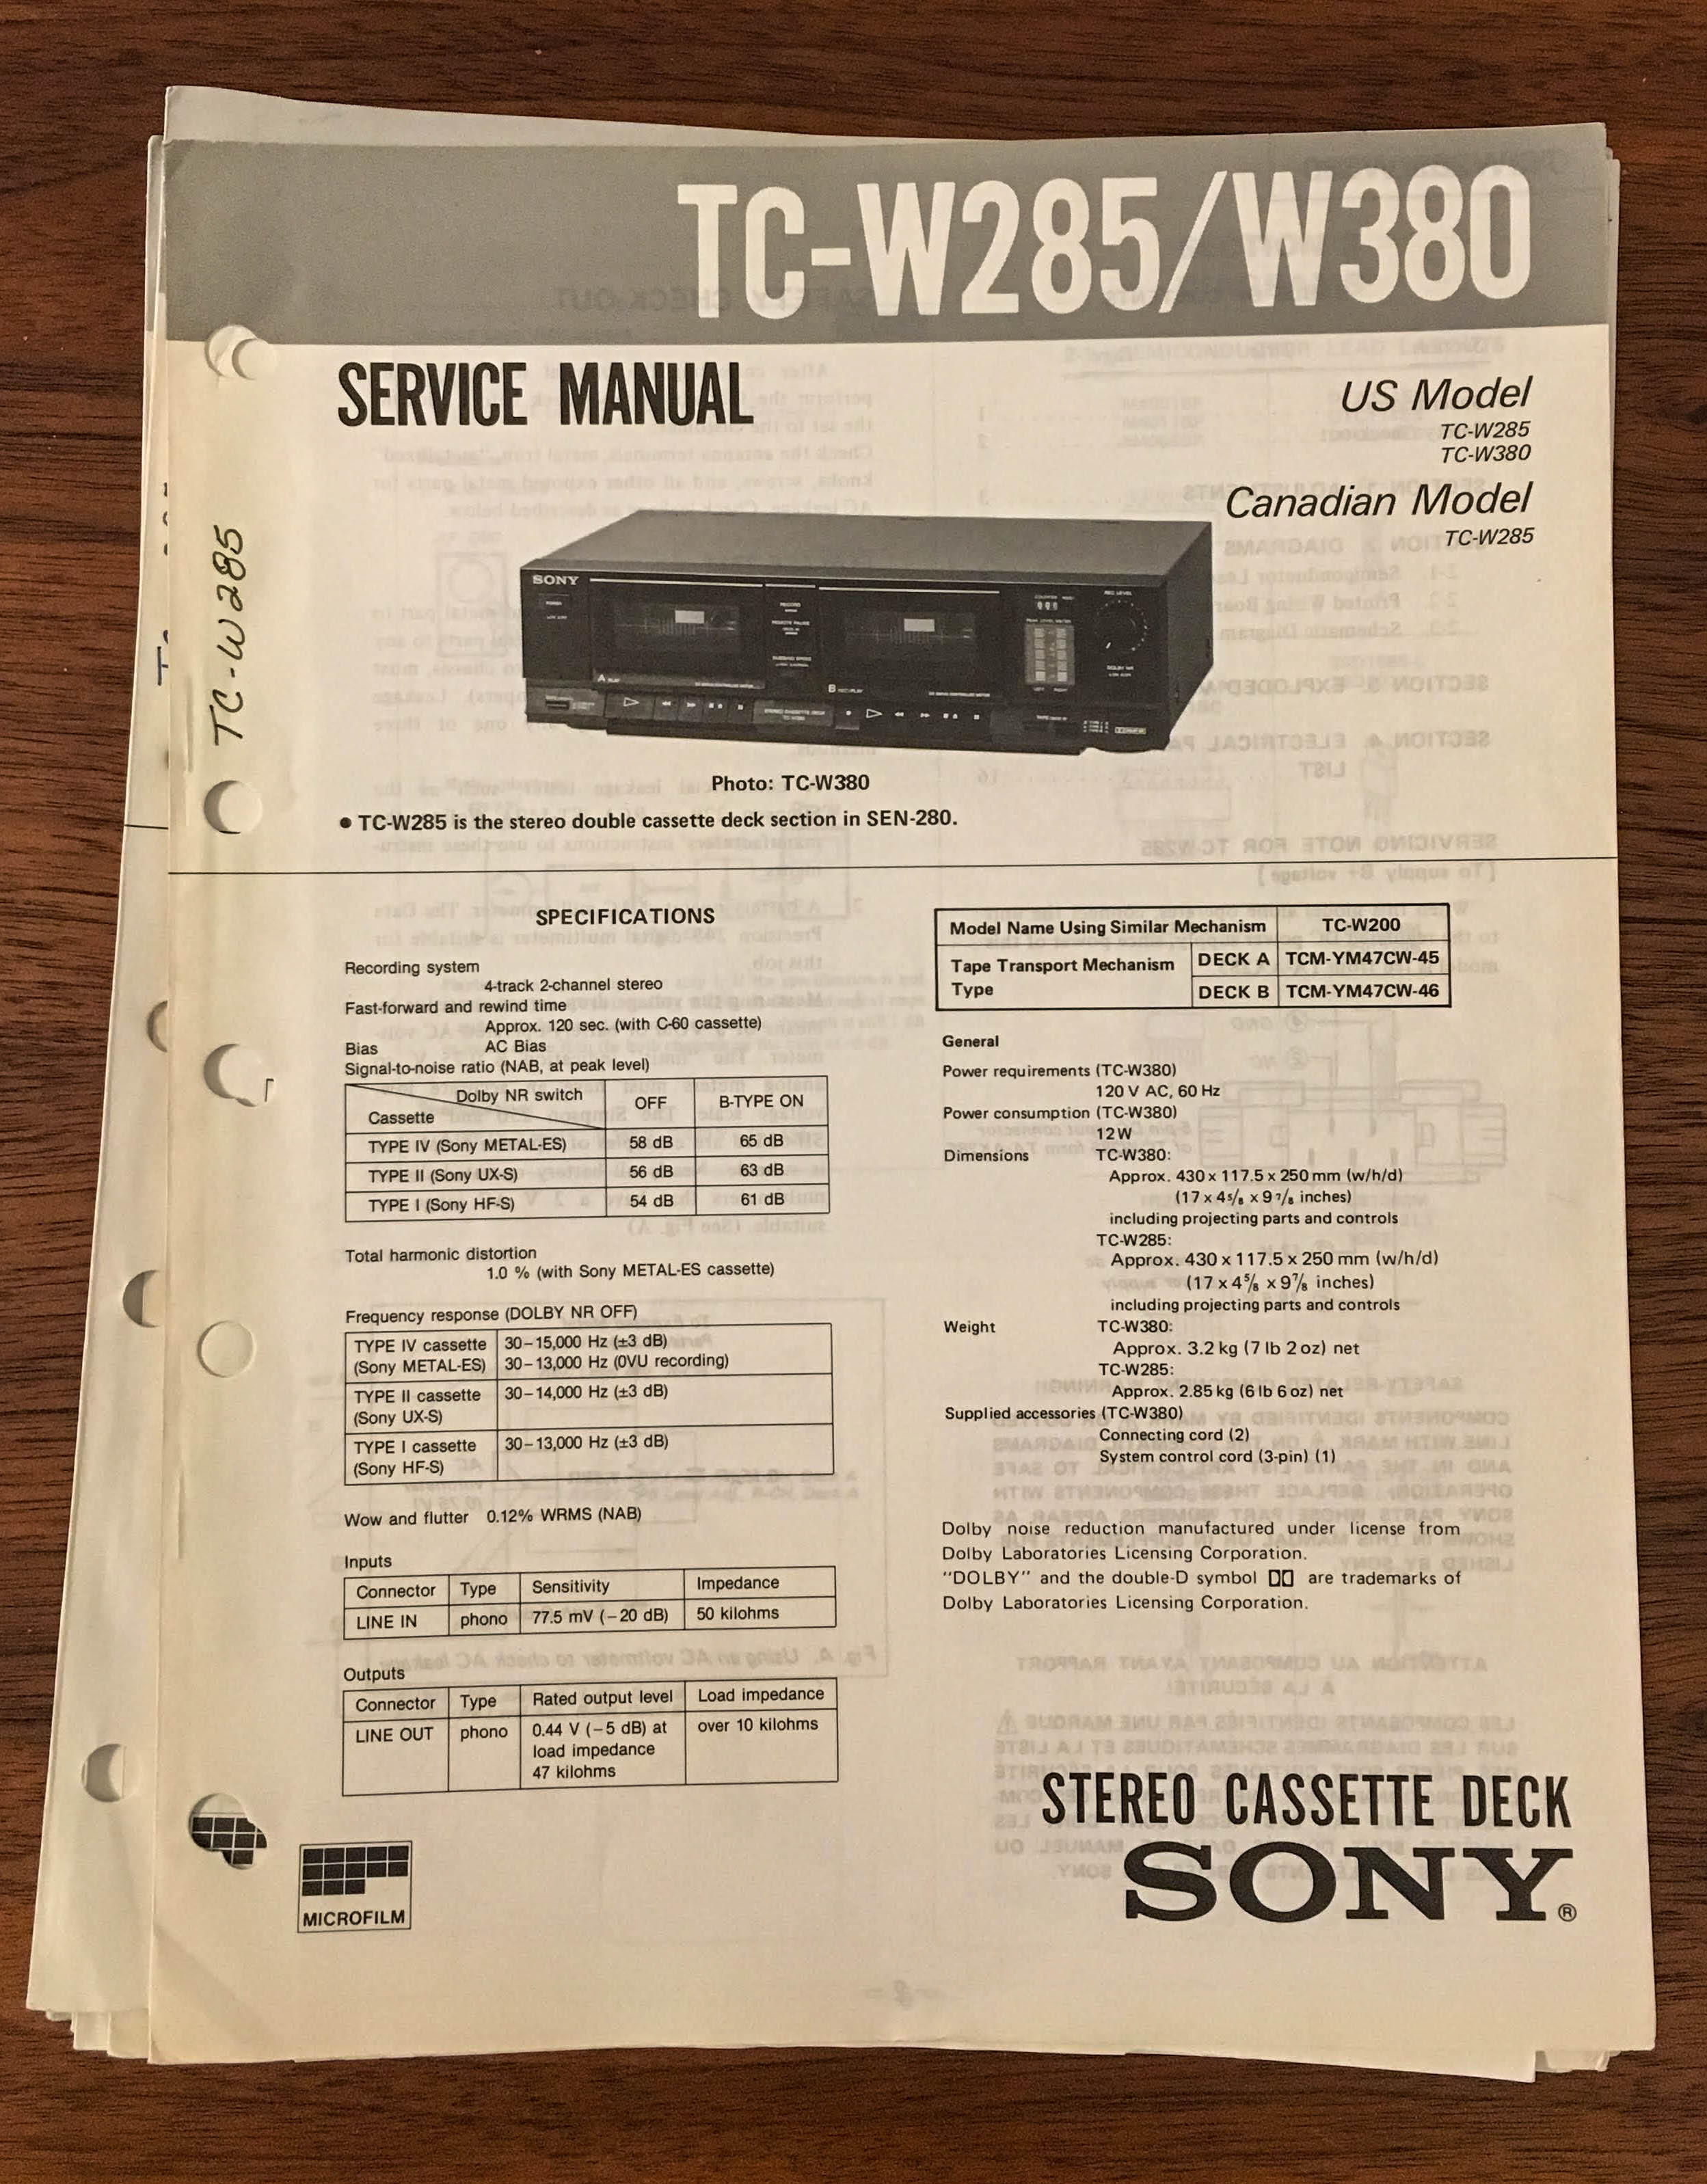 TC-W285/W380
SERVICE MANUAL
US Model
TC-W285
TC-W380
Canadian Model
TC-W285
TC-W285
SONY
Photo: TC-W380
● TC-W285 is the stereo double cassette deck section in SEN-280.
SPECIFICATIONS
Recording system
4-track 2-channel stereo
Fast-forward and rewind time
Approx. 120 sec. (with C-60 cassette)
Bias AC Bias
Signal-to-noise ratio (NAB, at peak level)
Dolby NR switch OFF B-TYPE ON
Cassette
TYPE IV (Sony METAL-ES) 58 dB 65 dB
TYPE II (Sony UX-S) 56 dB 63 dB
TYPE I (Sony HF-S) 54 dB 61 dB
Total harmonic distortion
1.0 % (with Sony METAL-ES cassette)
Frequency response (DOLBY NR OFF)
TYPE IV cassette 30–15,000 Hz (±3 dB)
(Sony METAL-ES) 30–13,000 Hz (0VU recording)
TYPE II cassette 30–14,000 Hz (±3 dB)
(Sony UX-S)
TYPE I cassette 30–13,000 Hz (±3 dB)
(Sony HF-S)
Wow and flutter 0.12% WRMS (NAB)
Inputs
Connector Type Sensitivity Impedance
LINE IN phono 77.5 mV (−20 dB) 50 kilohms
Outputs
Connector Type Rated output level Load impedance
LINE OUT phono 0.44 V (−5 dB) at over 10 kilohms
load impedance
47 kilohms
MICROFILM
Model Name Using Similar Mechanism TC-W200
Tape Transport Mechanism DECK A TCM-YM47CW-45
Type DECK B TCM-YM47CW-46
General
Power requirements (TC-W380)
120 V AC, 60 Hz
Power consumption (TC-W380)
12W
Dimensions TC-W380:
Approx. 430 x 117.5 x 250 mm (w/h/d)
(17 x 4 5/8 x 9 7/8 inches)
including projecting parts and controls
TC-W285:
Approx. 430 x 117.5 x 250 mm (w/h/d)
(17 x 4 5/8 x 9 7/8 inches)
including projecting parts and controls
Weight TC-W380:
Approx. 3.2 kg (7 lb 2 oz) net
TC-W285:
Approx. 2.85 kg (6 lb 6 oz) net
Supplied accessories (TC-W380)
Connecting cord (2)
System control cord (3-pin) (1)
Dolby noise reduction manufactured under license from
Dolby Laboratories Licensing Corporation.
"DOLBY" and the double-D symbol are trademarks of
Dolby Laboratories Licensing Corporation.
STEREO CASSETTE DECK
SONY®